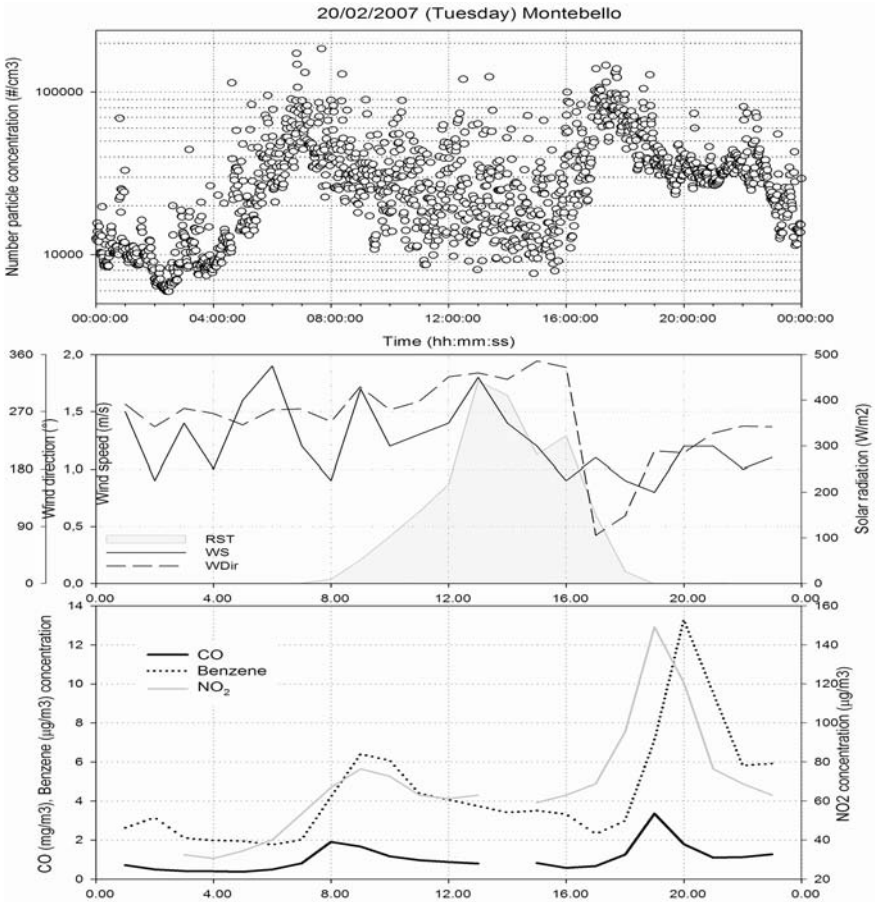 20/02/2007 (Tuesday) Montebello
Number particle concentration (#/cm3)
100000
10000
00:00:00 04:00:00 08:00:00 12:00:00 16:00:00 20:00:00 00:00:00
Time (hh:mm:ss)
Wind direction (°)
360
270
180
90
0
Wind speed (m/s)
2,0
1,5
1,0
0,5
0,0
RST
WS
WDir
Solar radiation (W/m2)
500
400
300
200
100
0
0.00 4.00 8.00 12.00 16.00 20.00 0.00
CO (mg/m3), Benzene (µg/m3) concentration
14
12
10
8
6
4
2
0
CO
Benzene
NO2
NO2 concentration (µg/m3)
160
140
120
100
80
60
40
20
0.00 4.00 8.00 12.00 16.00 20.00 0.00